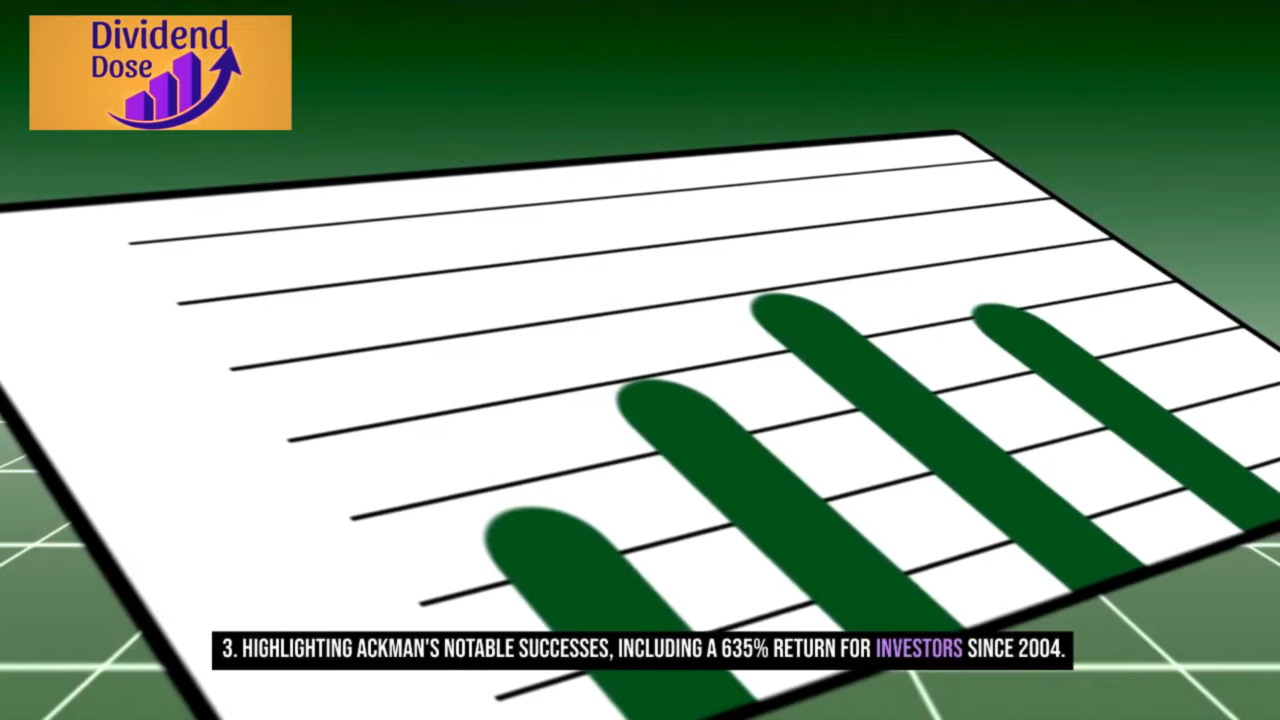 Dividend
Dose
3. HIGHLIGHTING ACKMAN'S NOTABLE SUCCESSES, INCLUDING A 635% RETURN FOR INVESTORS SINCE 2004.